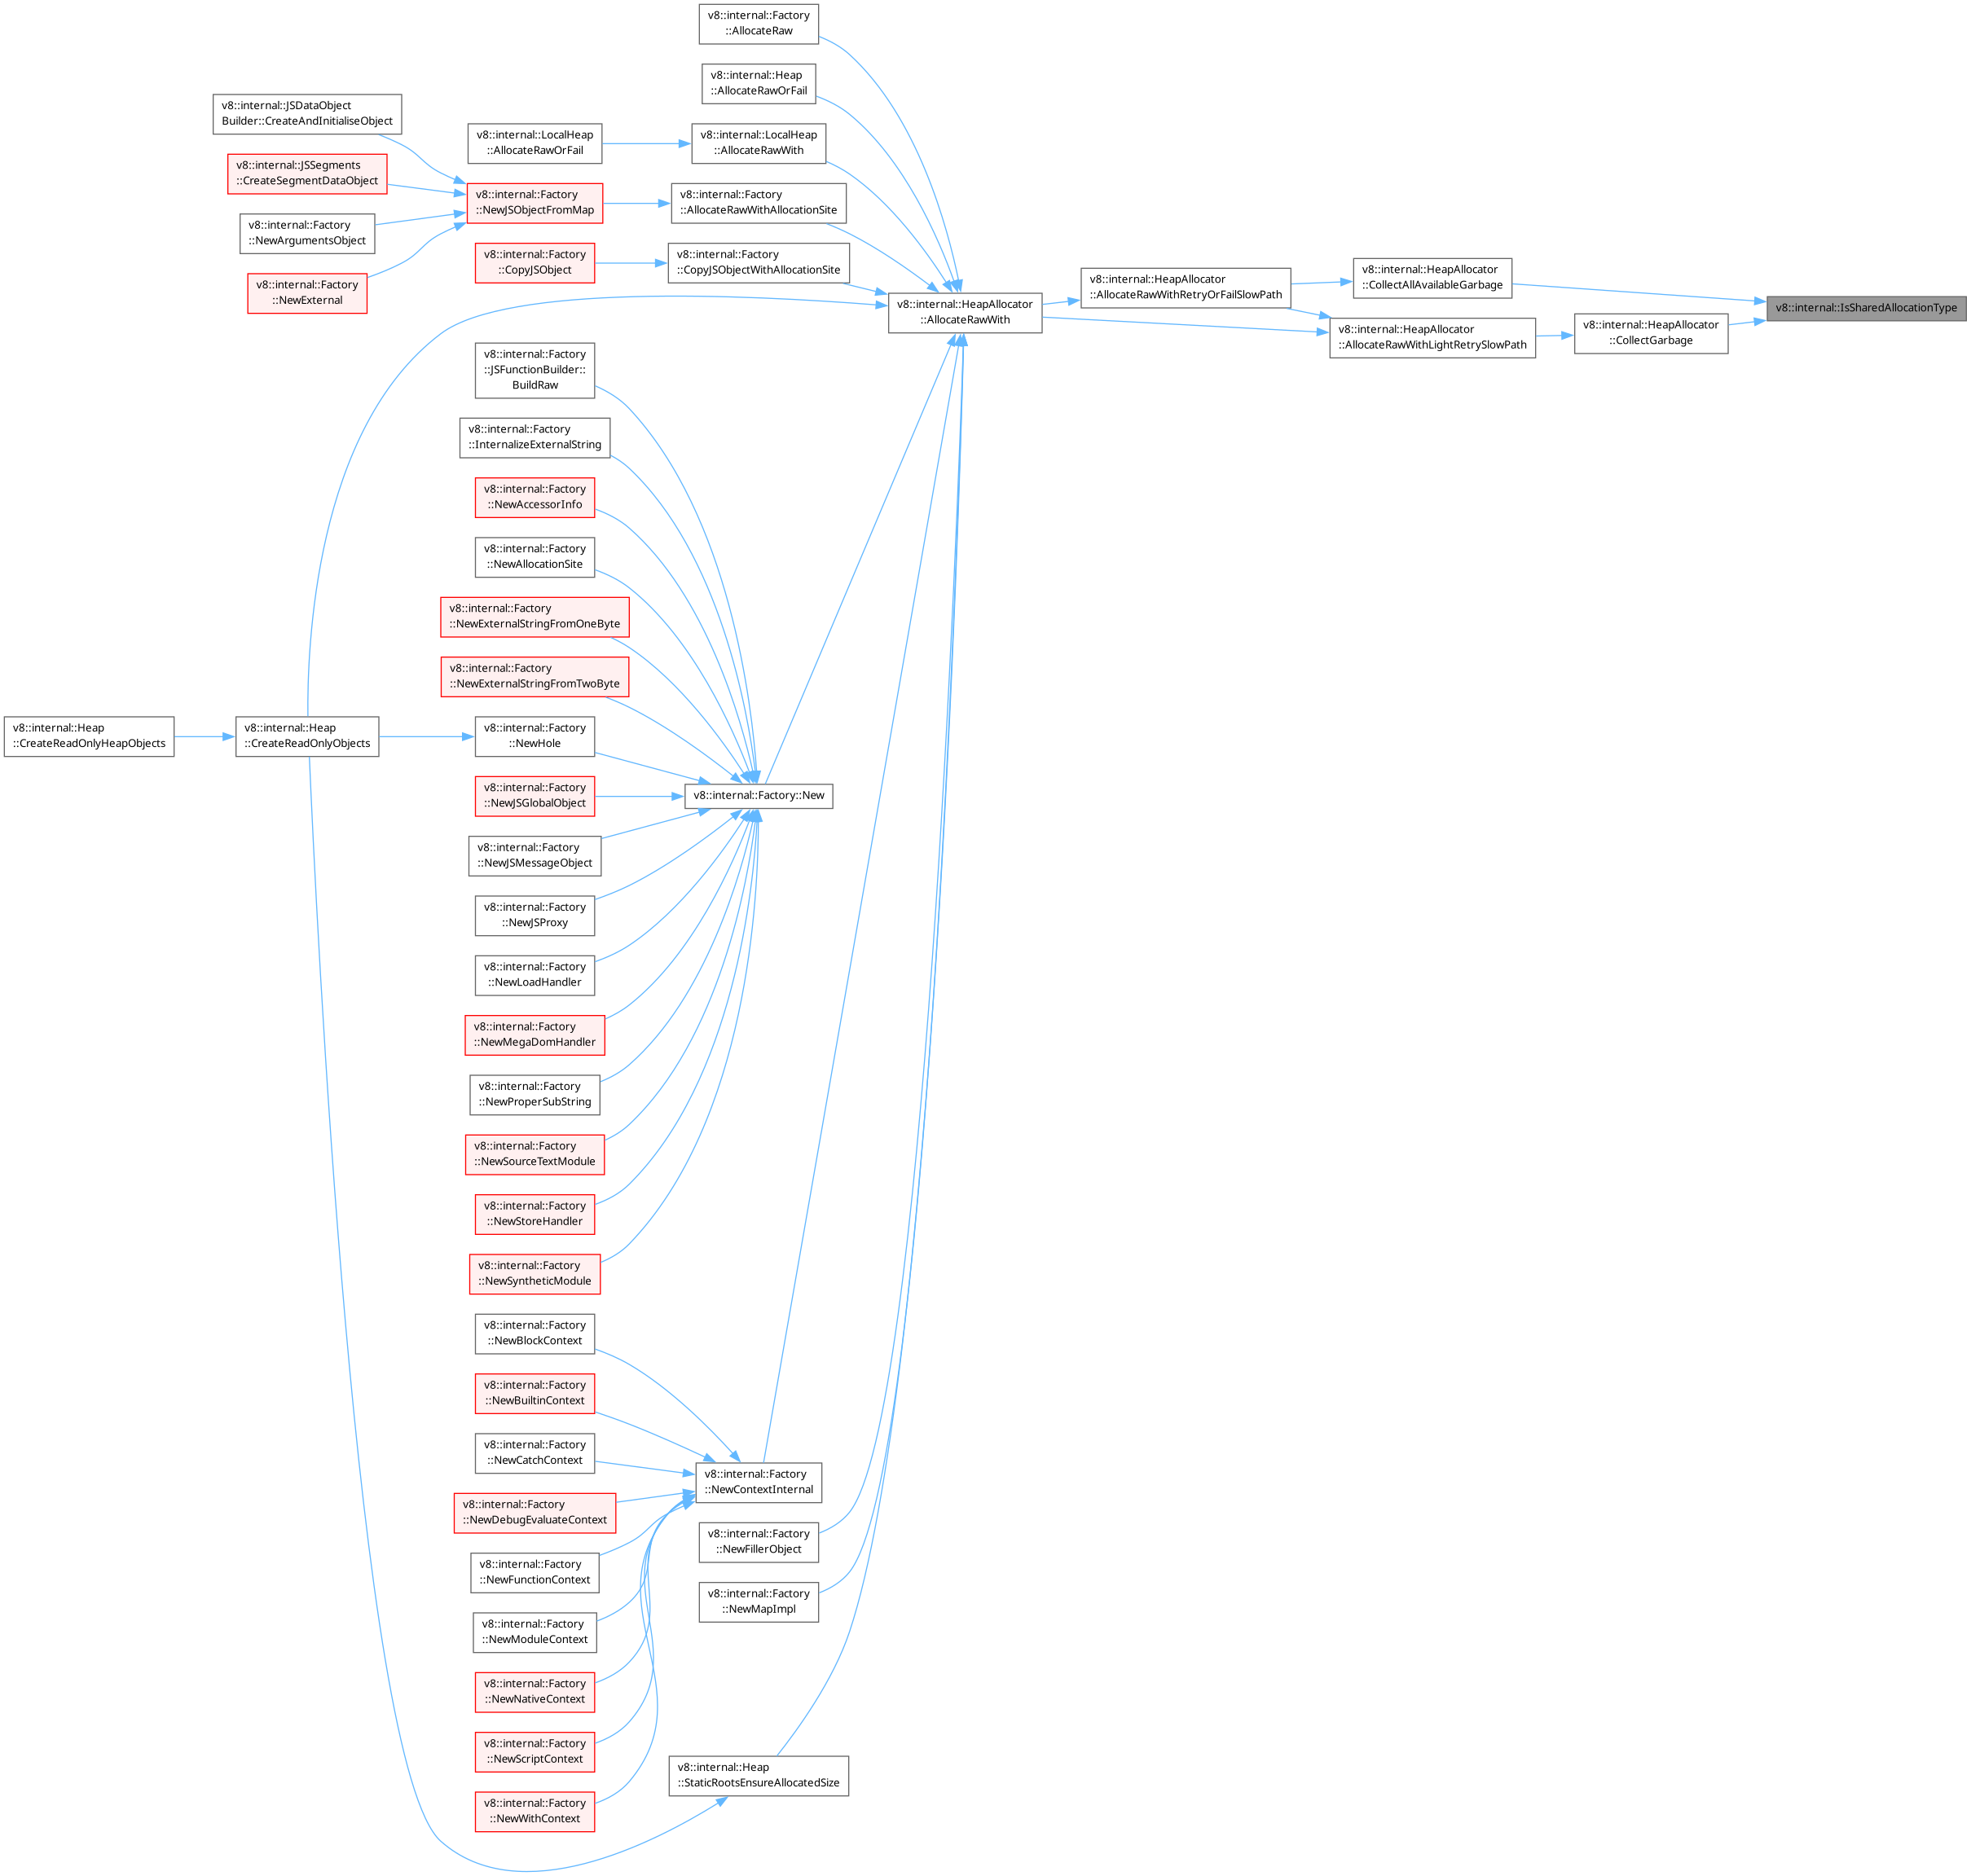 v8::internal::Factory
::AllocateRaw
v8::internal::Heap
::AllocateRawOrFail
v8::internal::JSDataObject
Builder::CreateAndInitialiseObject
v8::internal::LocalHeap
::AllocateRawOrFail
v8::internal::LocalHeap
::AllocateRawWith
v8::internal::JSSegments
::CreateSegmentDataObject
v8::internal::Factory
::NewJSObjectFromMap
v8::internal::Factory
::AllocateRawWithAllocationSite
v8::internal::Factory
::NewArgumentsObject
v8::internal::Factory
::CopyJSObject
v8::internal::Factory
::CopyJSObjectWithAllocationSite
v8::internal::Factory
::NewExternal
v8::internal::HeapAllocator
::AllocateRawWith
v8::internal::HeapAllocator
::AllocateRawWithRetryOrFailSlowPath
v8::internal::HeapAllocator
::CollectAllAvailableGarbage
v8::internal::IsSharedAllocationType
v8::internal::HeapAllocator
::AllocateRawWithLightRetrySlowPath
v8::internal::HeapAllocator
::CollectGarbage
v8::internal::Factory
::JSFunctionBuilder::
BuildRaw
v8::internal::Factory
::InternalizeExternalString
v8::internal::Factory
::NewAccessorInfo
v8::internal::Factory
::NewAllocationSite
v8::internal::Factory
::NewExternalStringFromOneByte
v8::internal::Factory
::NewExternalStringFromTwoByte
v8::internal::Heap
::CreateReadOnlyHeapObjects
v8::internal::Heap
::CreateReadOnlyObjects
v8::internal::Factory
::NewHole
v8::internal::Factory
::NewJSGlobalObject
v8::internal::Factory::New
v8::internal::Factory
::NewJSMessageObject
v8::internal::Factory
::NewJSProxy
v8::internal::Factory
::NewLoadHandler
v8::internal::Factory
::NewMegaDomHandler
v8::internal::Factory
::NewProperSubString
v8::internal::Factory
::NewSourceTextModule
v8::internal::Factory
::NewStoreHandler
v8::internal::Factory
::NewSyntheticModule
v8::internal::Factory
::NewBlockContext
v8::internal::Factory
::NewBuiltinContext
v8::internal::Factory
::NewCatchContext
v8::internal::Factory
::NewContextInternal
v8::internal::Factory
::NewDebugEvaluateContext
v8::internal::Factory
::NewFillerObject
v8::internal::Factory
::NewFunctionContext
v8::internal::Factory
::NewMapImpl
v8::internal::Factory
::NewModuleContext
v8::internal::Factory
::NewNativeContext
v8::internal::Factory
::NewScriptContext
v8::internal::Heap
::StaticRootsEnsureAllocatedSize
v8::internal::Factory
::NewWithContext